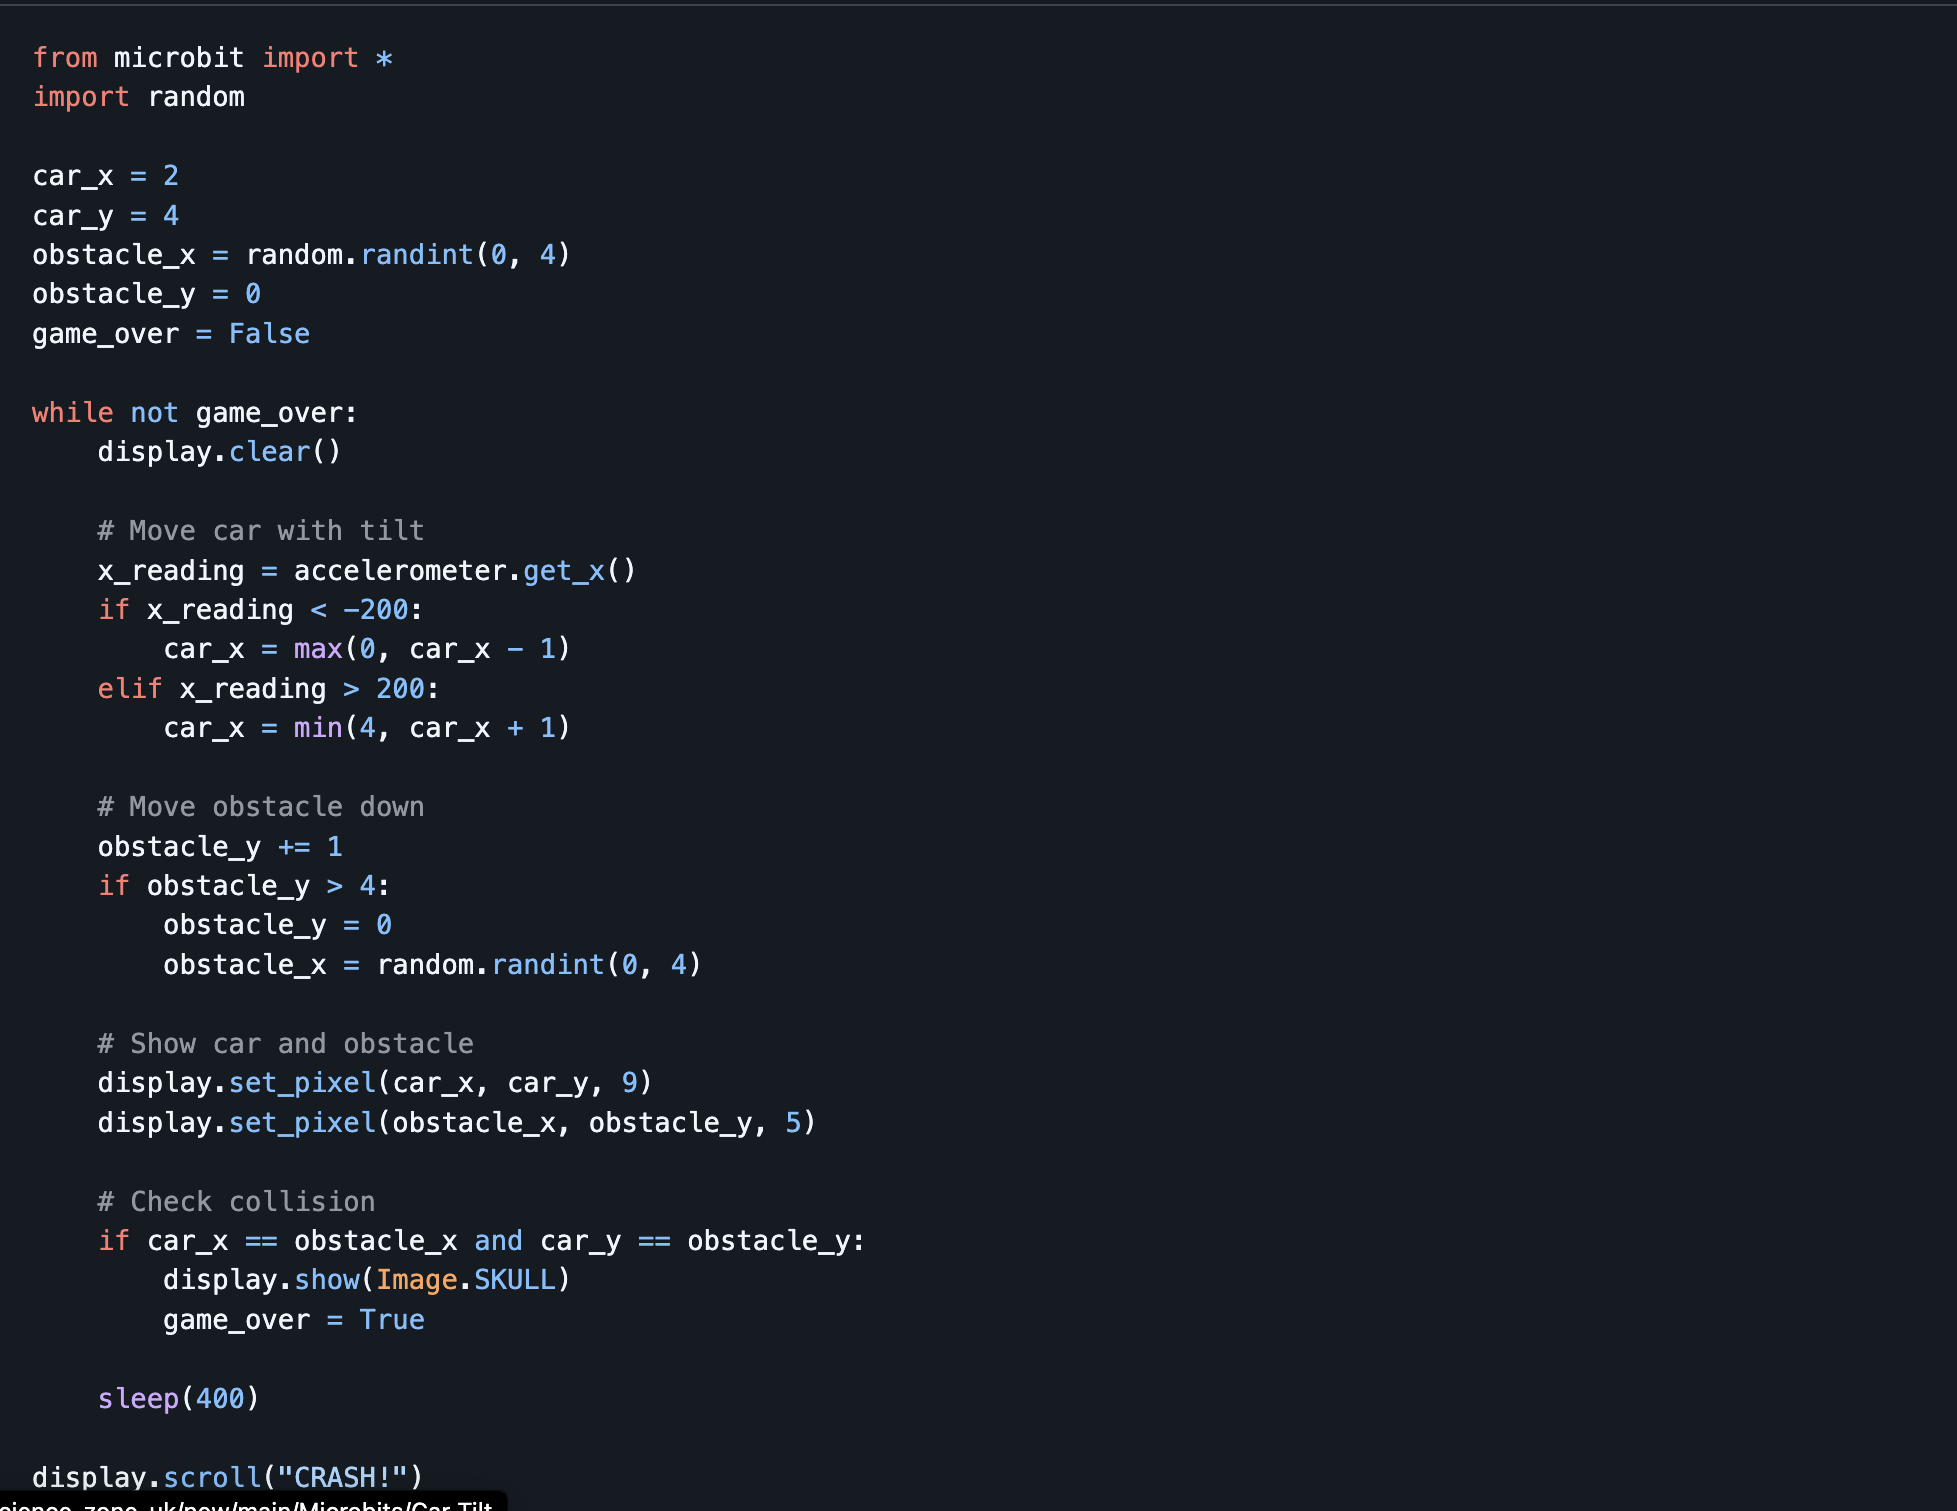 from microbit import *
import random

car_x = 2
car_y = 4
obstacle_x = random.randint(0, 4)
obstacle_y = 0
game_over = False

while not game_over:
    display.clear()

    # Move car with tilt
    x_reading = accelerometer.get_x()
    if x_reading < -200:
        car_x = max(0, car_x - 1)
    elif x_reading > 200:
        car_x = min(4, car_x + 1)

    # Move obstacle down
    obstacle_y += 1
    if obstacle_y > 4:
        obstacle_y = 0
        obstacle_x = random.randint(0, 4)

    # Show car and obstacle
    display.set_pixel(car_x, car_y, 9)
    display.set_pixel(obstacle_x, obstacle_y, 5)

    # Check collision
    if car_x == obstacle_x and car_y == obstacle_y:
        display.show(Image.SKULL)
        game_over = True

    sleep(400)

display.scroll("CRASH!")